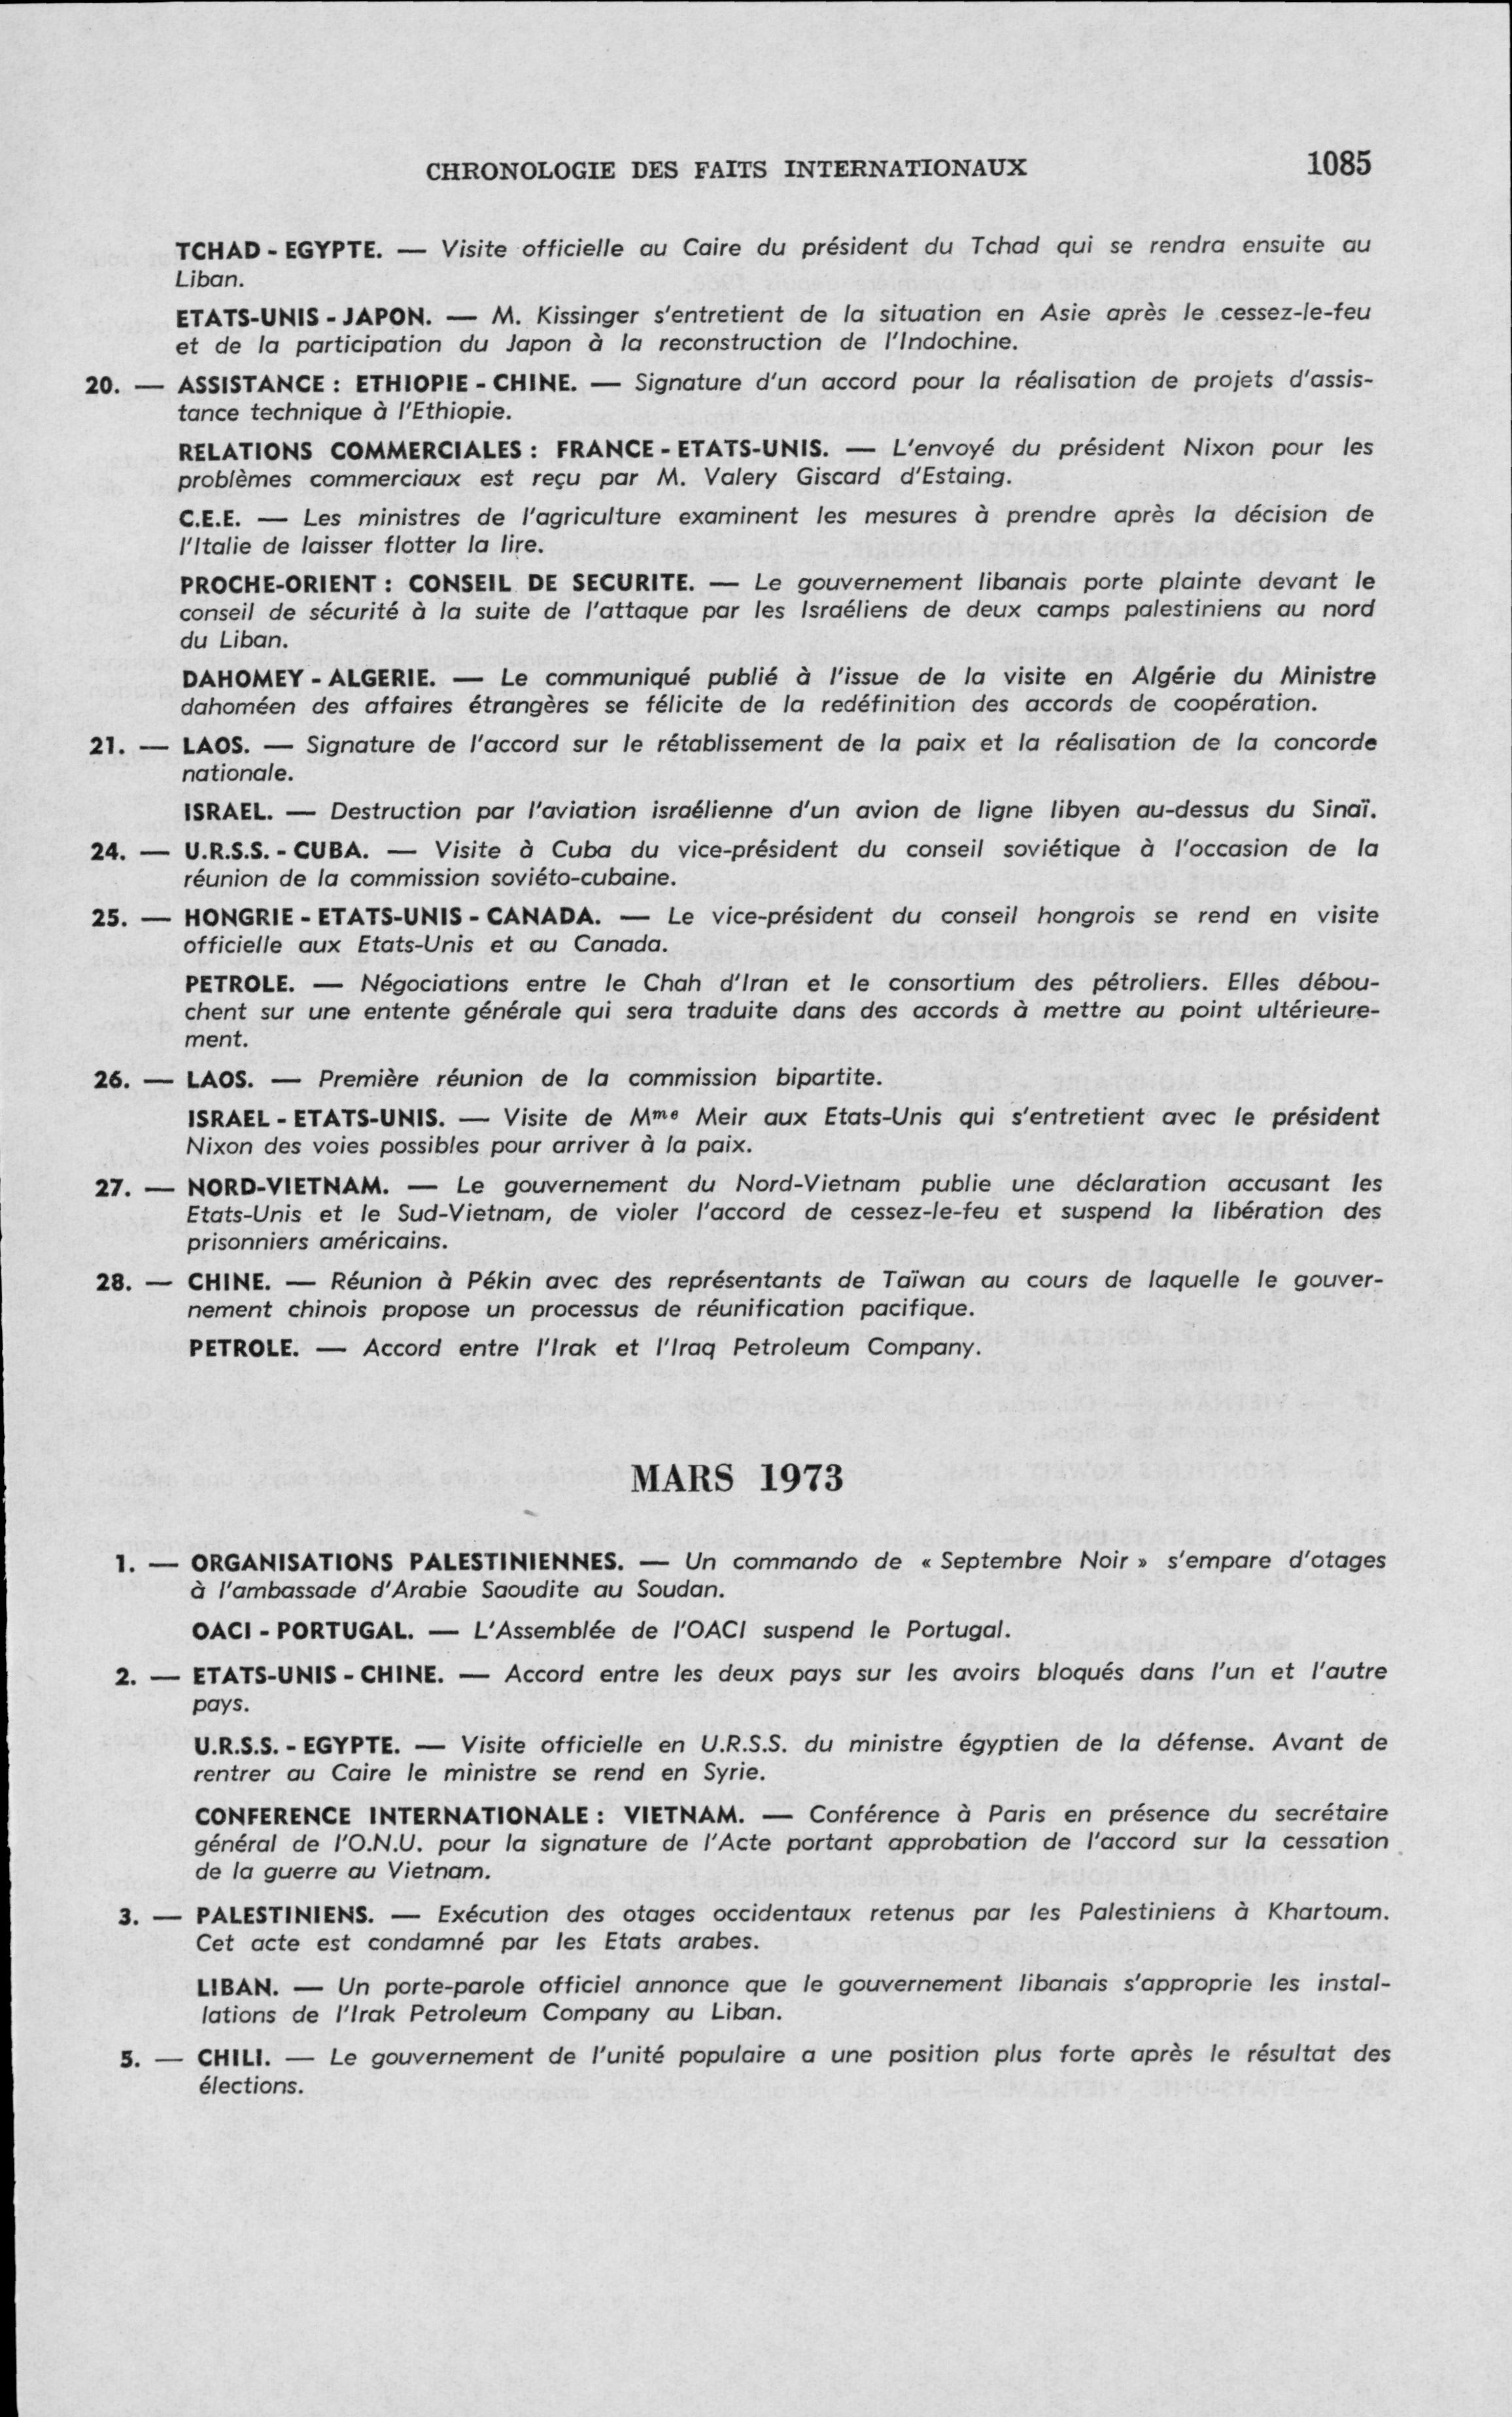 CHRONOLOGIE DES FAITS INTERNATIONAUX 1085
TCHAD - EGYPTE. — Visite officielle au Caire du président du Tchad qui se rendra ensuite au
Liban.
ETATS-UNIS - JAPON. — M. Kissinger s'entretient de la situation en Asie après le cessez-le-feu
et de la participation du Japon à la reconstruction de l'Indochine.
20. — ASSISTANCE : ETHIOPIE - CHINE. — Signature d'un accord pour la réalisation de projets d'assis-
tance technique à l'Ethiopie.
RELATIONS COMMERCIALES : FRANCE - ETATS-UNIS. — L'envoyé du président Nixon pour les
problèmes commerciaux est reçu par M. Valery Giscard d'Estaing.
C.E.E. — Les ministres de l'agriculture examinent les mesures à prendre après la décision de
l'Italie de laisser flotter la lire.
PROCHE-ORIENT : CONSEIL DE SECURITE. — Le gouvernement libanais porte plainte devant le
conseil de sécurité à la suite de l'attaque par les Israéliens de deux camps palestiniens au nord
du Liban.
DAHOMEY - ALGERIE. — Le communiqué publié à l'issue de la visite en Algérie du Ministre
dahoméen des affaires étrangères se félicite de la redéfinition des accords de coopération.
21. — LAOS. — Signature de l'accord sur le rétablissement de la paix et la réalisation de la concorde
nationale.
ISRAEL. — Destruction par l'aviation israélienne d'un avion de ligne libyen au-dessus du Sinaï.
24. — U.R.S.S. - CUBA. — Visite à Cuba du vice-président du conseil soviétique à l'occasion de la
réunion de la commission soviéto-cubaine.
25. — HONGRIE - ETATS-UNIS - CANADA. — Le vice-président du conseil hongrois se rend en visite
officielle aux Etats-Unis et au Canada.
PETROLE. — Négociations entre le Chah d'Iran et le consortium des pétroliers. Elles débou-
chent sur une entente générale qui sera traduite dans des accords à mettre au point ultérieure-
ment.
26. — LAOS. — Première réunion de la commission bipartite.
ISRAEL - ETATS-UNIS. — Visite de Mme Meir aux Etats-Unis qui s'entretient avec le président
Nixon des voies possibles pour arriver à la paix.
27. — NORD-VIETNAM. — Le gouvernement du Nord-Vietnam publie une déclaration accusant les
Etats-Unis et le Sud-Vietnam, de violer l'accord de cessez-le-feu et suspend la libération des
prisonniers américains.
28. — CHINE. — Réunion à Pékin avec des représentants de Taïwan au cours de laquelle le gouver-
nement chinois propose un processus de réunification pacifique.
PETROLE. — Accord entre l'Irak et l'Iraq Petroleum Company.
MARS 1973
1. — ORGANISATIONS PALESTINIENNES. — Un commando de « Septembre Noir » s'empare d'otages
à l'ambassade d'Arabie Saoudite au Soudan.
OACI - PORTUGAL. — L'Assemblée de l'OACI suspend le Portugal.
2. — ETATS-UNIS - CHINE. — Accord entre les deux pays sur les avoirs bloqués dans l'un et l'autre
pays.
U.R.S.S. - EGYPTE. — Visite officielle en U.R.S.S. du ministre égyptien de la défense. Avant de
rentrer au Caire le ministre se rend en Syrie.
CONFERENCE INTERNATIONALE : VIETNAM. — Conférence à Paris en présence du secrétaire
général de l'O.N.U. pour la signature de l'Acte portant approbation de l'accord sur la cessation
de la guerre au Vietnam.
3. — PALESTINIENS. — Exécution des otages occidentaux retenus par les Palestiniens à Khartoum.
Cet acte est condamné par les Etats arabes.
LIBAN. — Un porte-parole officiel annonce que le gouvernement libanais s'approprie les instal-
lations de l'Irak Petroleum Company au Liban.
5. — CHILI. — Le gouvernement de l'unité populaire a une position plus forte après le résultat des
élections.